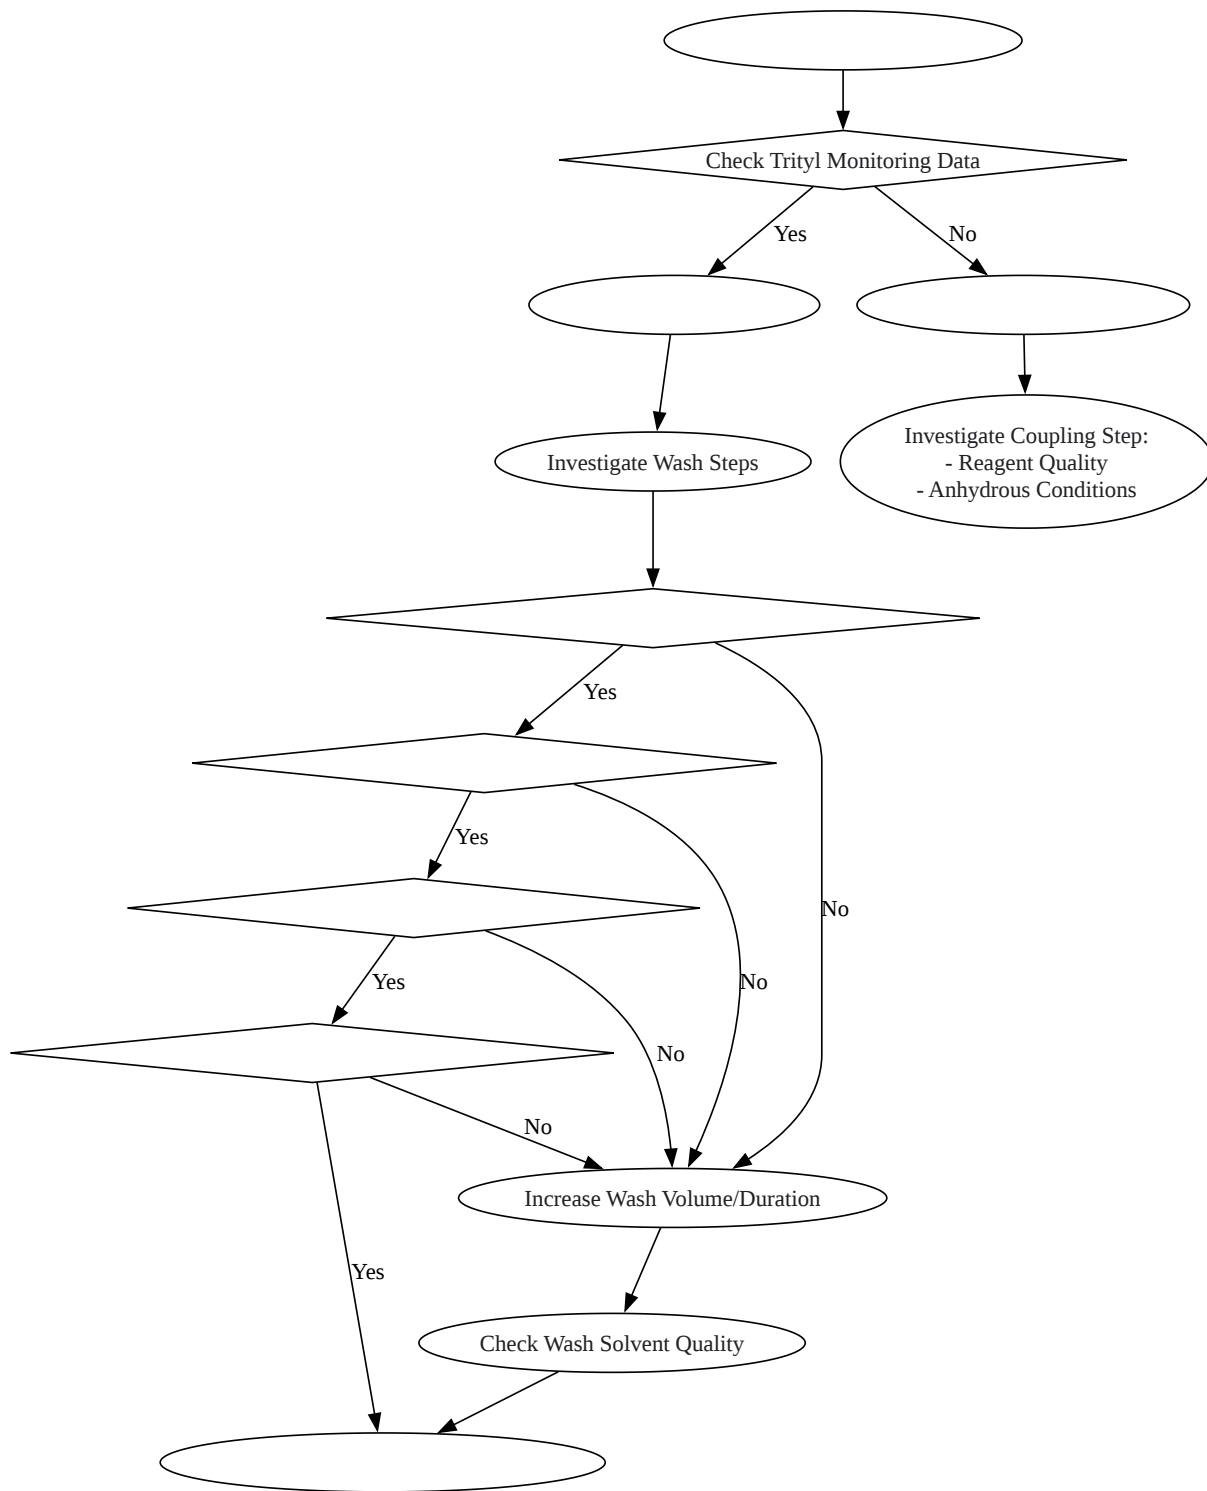 Check Trityl Monitoring Data
Yes
No
Investigate Wash Steps
Investigate Coupling Step:
- Reagent Quality
- Anhydrous Conditions
Yes
No
Yes
No
Yes
No
No
Yes
Increase Wash Volume/Duration
Check Wash Solvent Quality